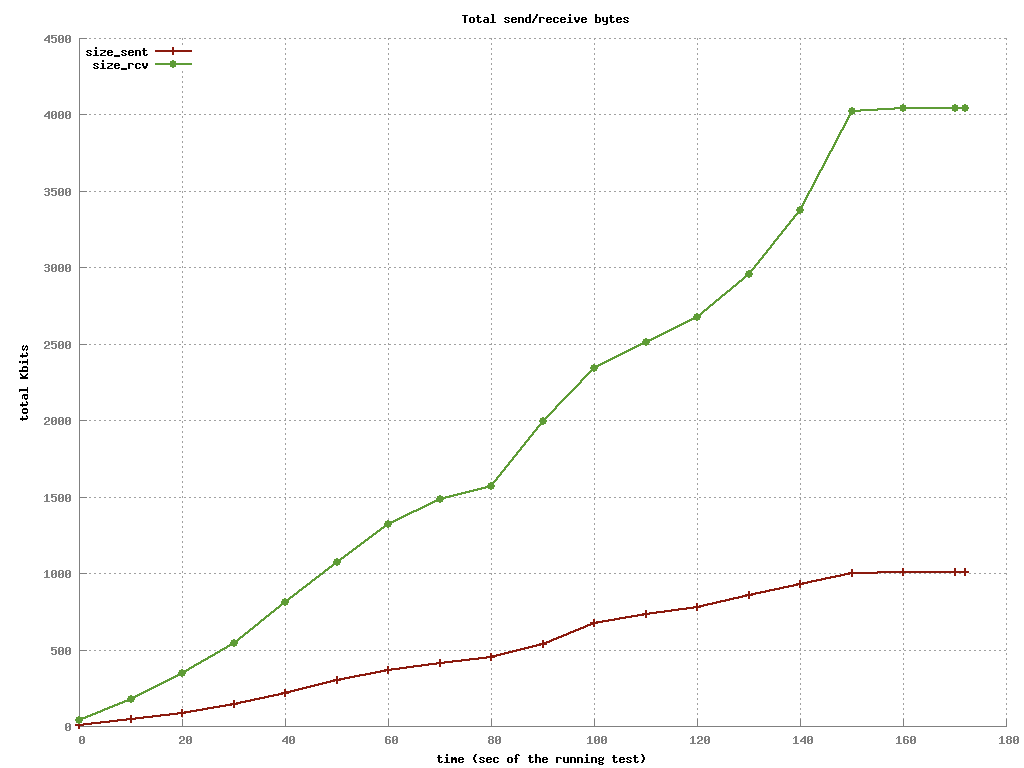 Total send/receive bytes
size_sent
size_rcv
4500
4000
3500
3000
2500
2000
1500
1000
500
0
total Kbits
0 20 40 60 80 100 120 140 160 180
time (sec of the running test)